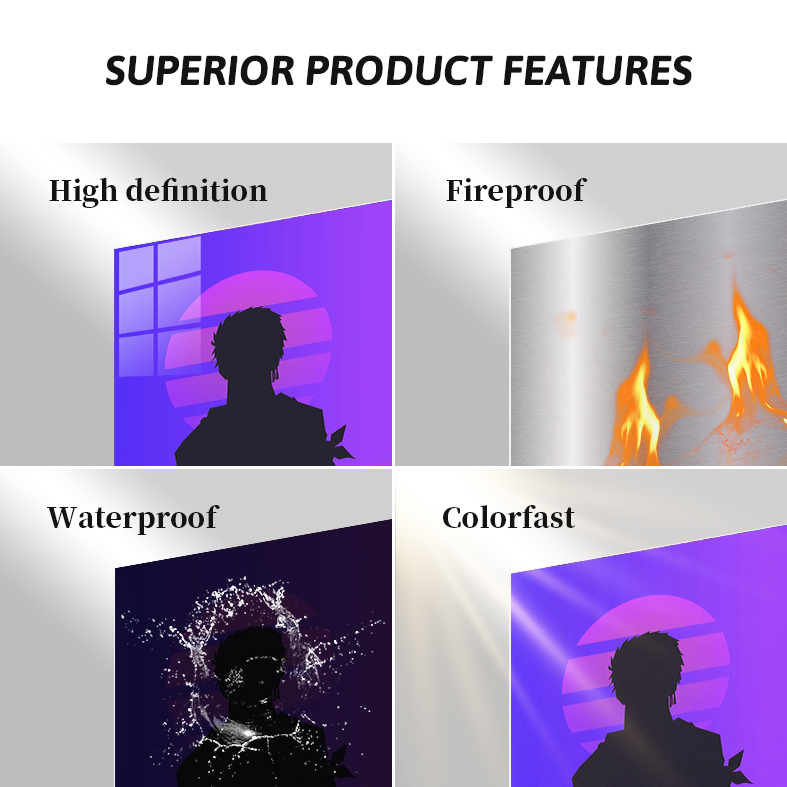 SUPERIOR PRODUCT FEATURES
High definition
Fireproof
Waterproof
Colorfast